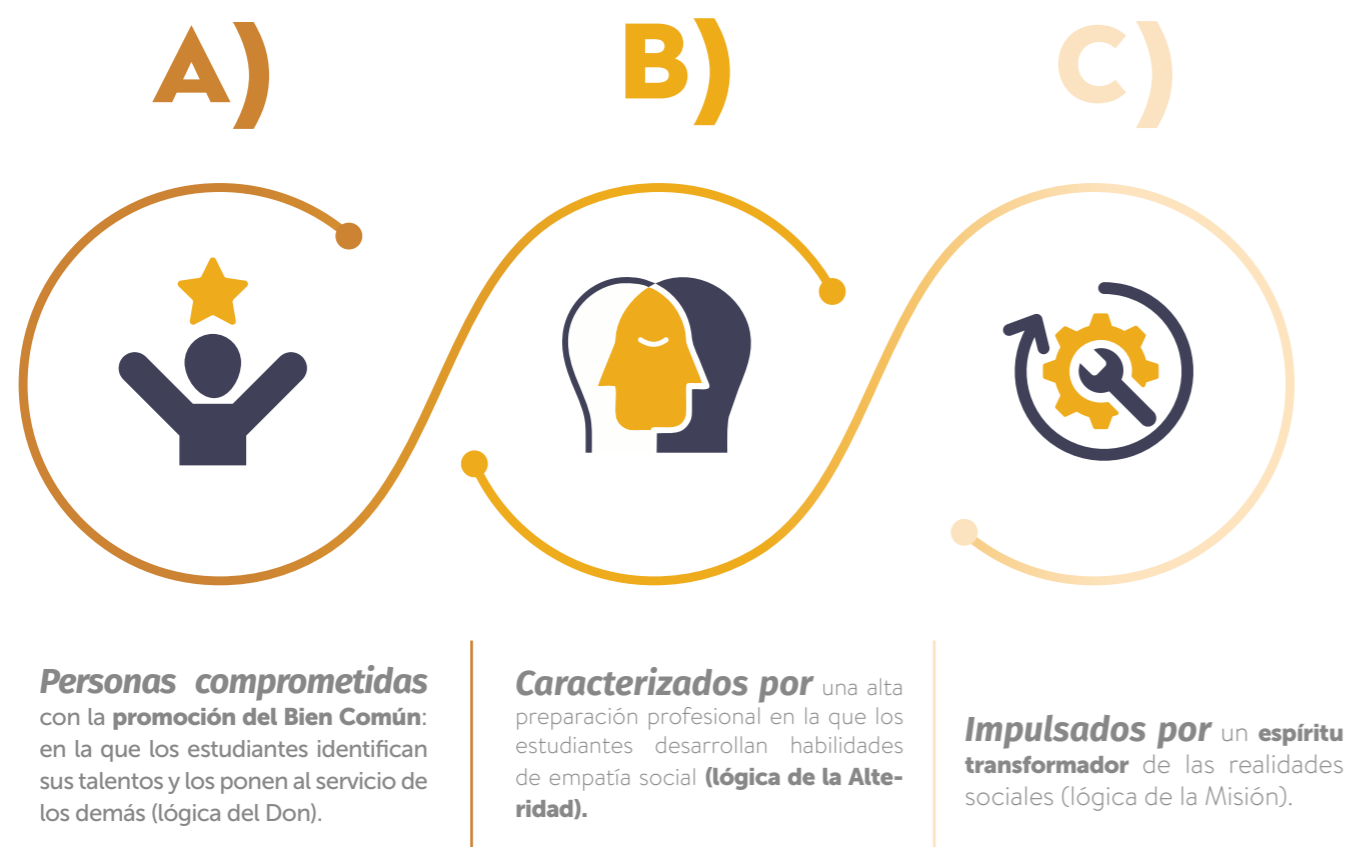 A)
B)
C)
Personas comprometidas
con la promoción del Bien Común:
en la que los estudiantes identifican
sus talentos y los ponen al servicio de
los demás (lógica del Don).
Caracterizados por una alta
preparación profesional en la que los
estudiantes desarrollan habilidades
de empatía social (lógica de la Alte-
ridad).
Impulsados por un espíritu
transformador de las realidades
sociales (lógica de la Misión).